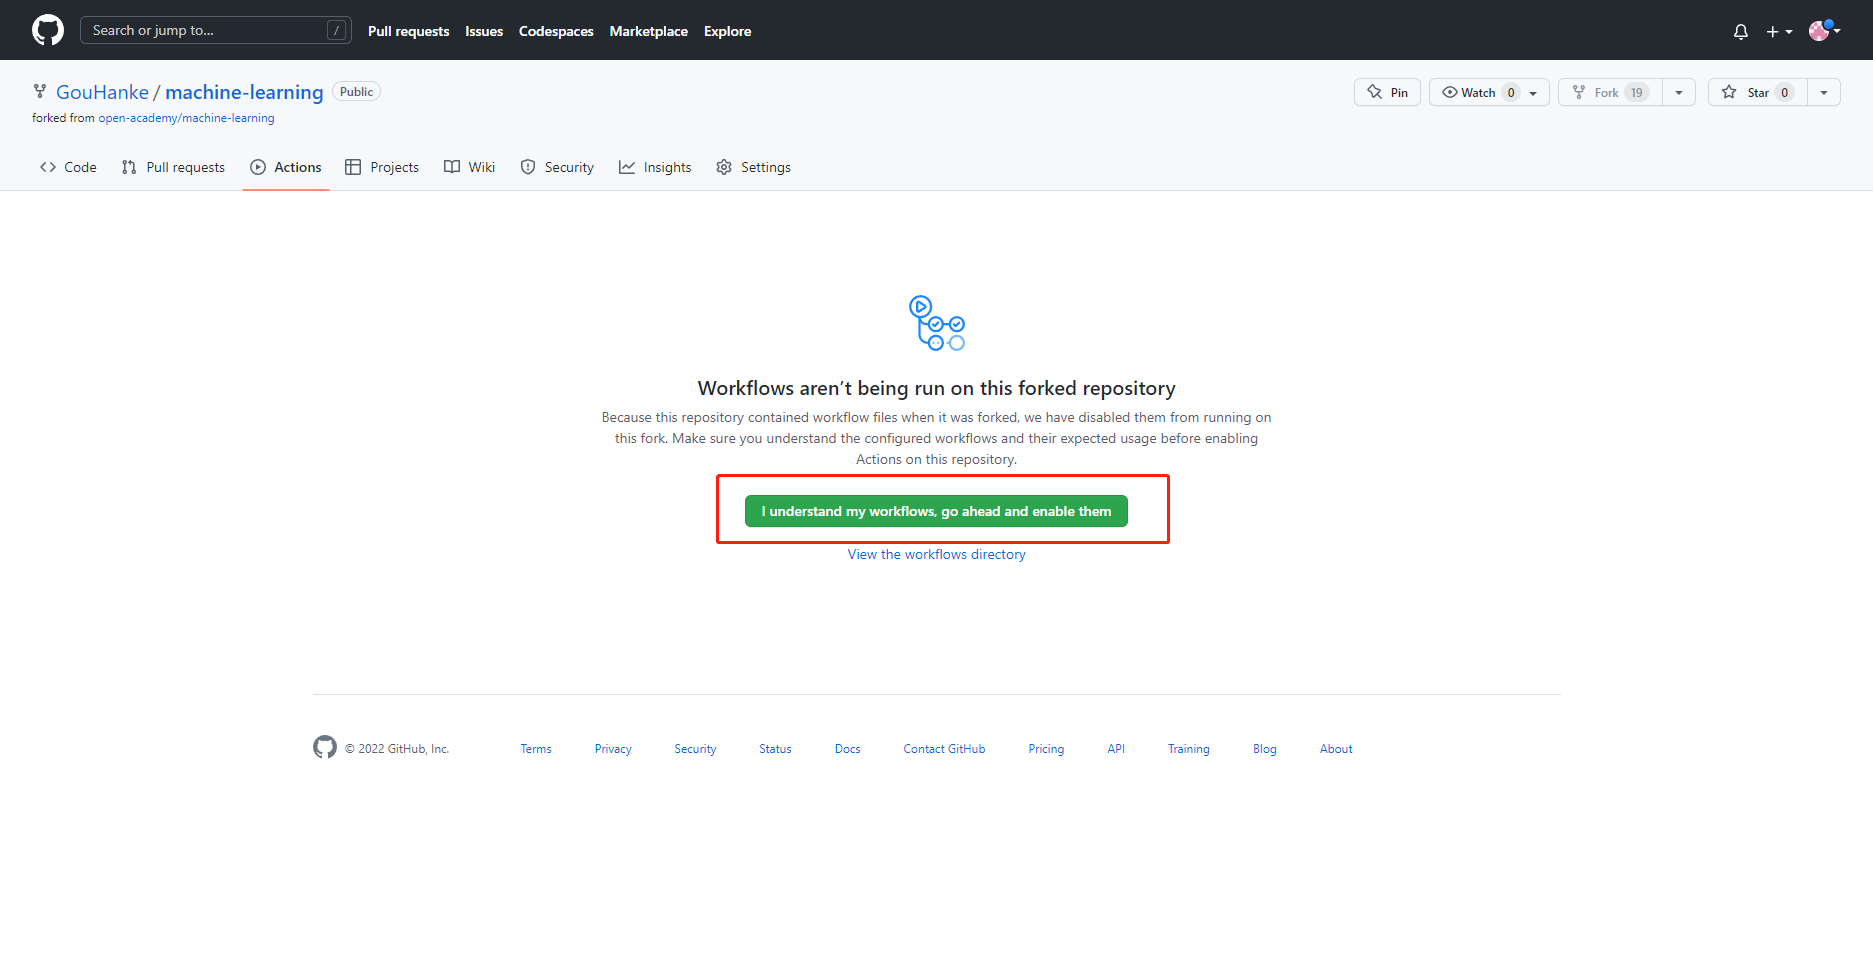 Search or jump to...
/
Pull requests
Issues
Codespaces
Marketplace
Explore
GouHanke / machine-learning
Public
forked from open-academy/machine-learning
Pin
Watch 0
Fork 19
Star 0
Code
Pull requests
Actions
Projects
Wiki
Security
Insights
Settings
Workflows aren’t being run on this forked repository
Because this repository contained workflow files when it was forked, we have disabled them from running on
this fork. Make sure you understand the configured workflows and their expected usage before enabling
Actions on this repository.
I understand my workflows, go ahead and enable them
View the workflows directory
© 2022 GitHub, Inc.
Terms
Privacy
Security
Status
Docs
Contact GitHub
Pricing
API
Training
Blog
About